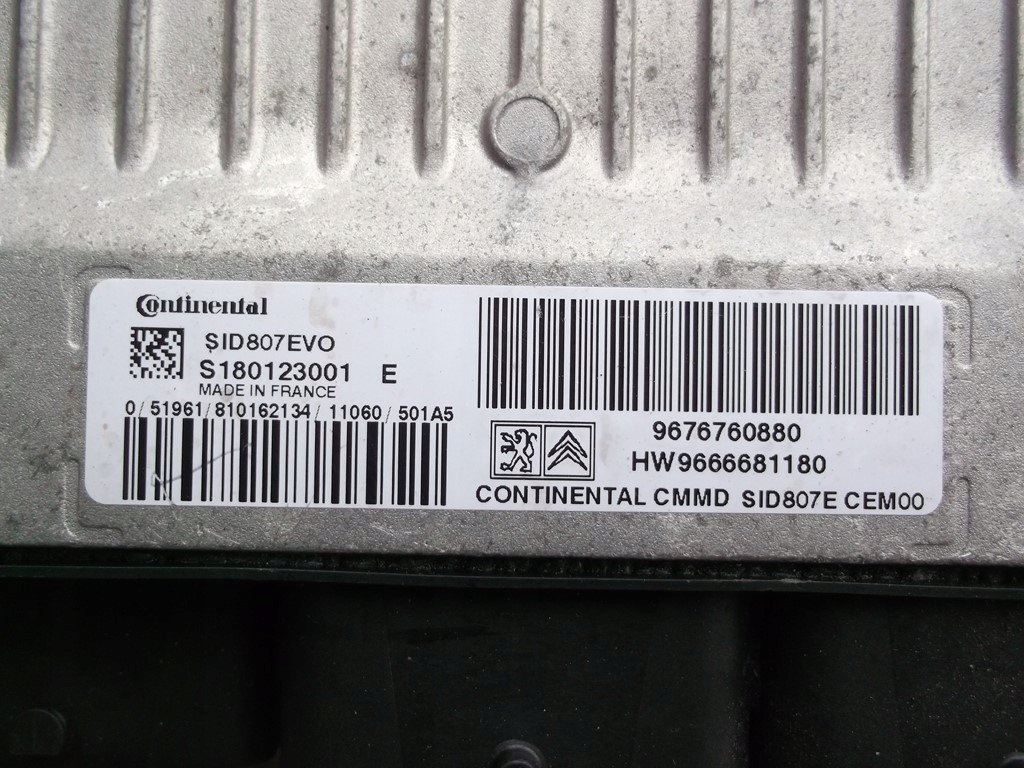 Continental
SID807EVO
S180123001 E
MADE IN FRANCE
0/51961/810162134/11060/501A5
9676760880
HW9666681180
CONTINENTAL CMMD SID807E CEM00